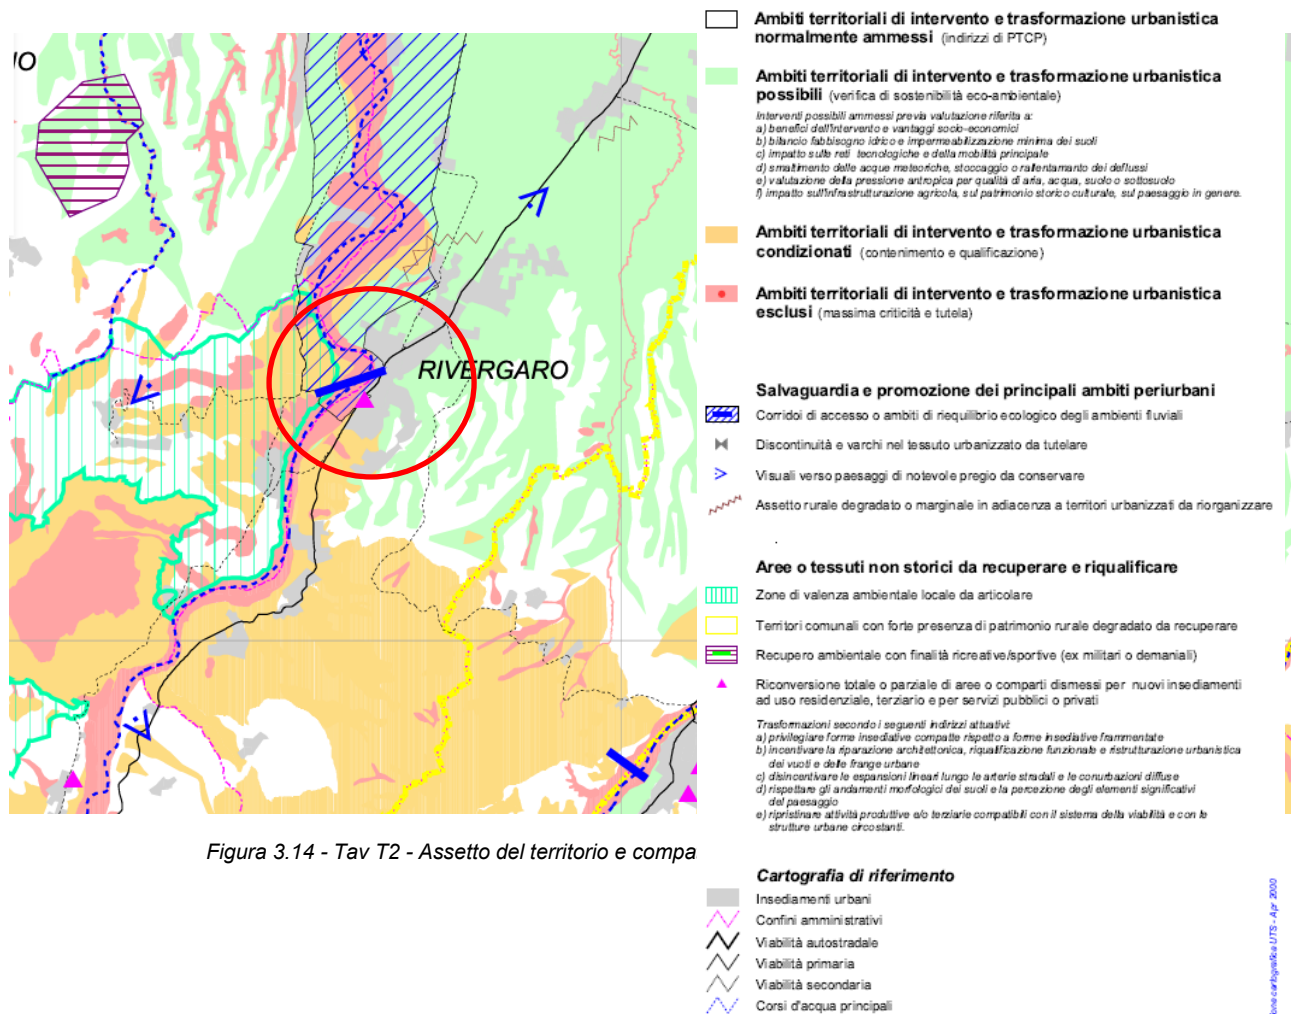 Ambiti territoriali di intervento e trasformazione urbanistica
normalmente ammessi (indirizzi di PTCP)
Ambiti territoriali di intervento e trasformazione urbanistica
possibili (verifica di sostenibilità eco-ambientale)
Interventi possibili ammessi previa valutazione riferita a:
a) benefici dell'intervento e vantaggi socio-economici
b) bilancio fabbisogno idrico e impermeabilizzazione minima dei suoli
c) impatto sulle reti tecnologiche e della mobilità principale
d) smaltimento delle acque meteoriche, stoccaggio o rallentamento dei deflussi
e) valutazione della pressione antropica per qualità di aria, acqua, suolo o sottosuolo
f) impatto sull'infrastrutturazione agricola, sul patrimonio storico culturale, sul paesaggio in genere.
Ambiti territoriali di intervento e trasformazione urbanistica
condizionati (contenimento e qualificazione)
Ambiti territoriali di intervento e trasformazione urbanistica
esclusi (massima criticità e tutela)
RIVERGARO
Salvaguardia e promozione dei principali ambiti periurbani
Corridoi di accesso o ambiti di riequilibrio ecologico degli ambienti fluviali
Discontinuità e varchi nel tessuto urbanizzato da tutelare
Visuali verso paesaggi di notevole pregio da conservare
Assetto rurale degradato o marginale in adiacenza a territori urbanizzati da riorganizzare
Aree o tessuti non storici da recuperare e riqualificare
Zone di valenza ambientale locale da articolare
Territori comunali con forte presenza di patrimonio rurale degradato da recuperare
Recupero ambientale con finalità ricreative/sportive (ex militari o demaniali)
Riconversione totale o parziale di aree o comparti dismessi per nuovi insediamenti
ad uso residenziale, terziario e per servizi pubblici o privati
Trasformazioni secondo i seguenti indirizzi attuativi:
a) privilegiare forme insediative compatte rispetto a forme insediative frammentate
b) incentivare la riparazione architettonica, riqualificazione funzionale e ristrutturazione urbanistica
dei vuoti e delle frange urbane
c) disincentivare le espansioni lineari lungo le arterie stradali e le conurbazioni diffuse
d) rispettare gli andamenti morfologici dei suoli e la percezione degli elementi significativi
del paesaggio
e) ripristinare attività produttive e/o terziarie compatibili con il sistema della viabilità e con le
strutture urbane circostanti.
Figura 3.14 - Tav T2 - Assetto del territorio e compa
Cartografia di riferimento
Insediamenti urbani
Confini amministrativi
Viabilità autostradale
Viabilità primaria
Viabilità secondaria
Corsi d'acqua principali
one cartografica UTS - Apr 2000